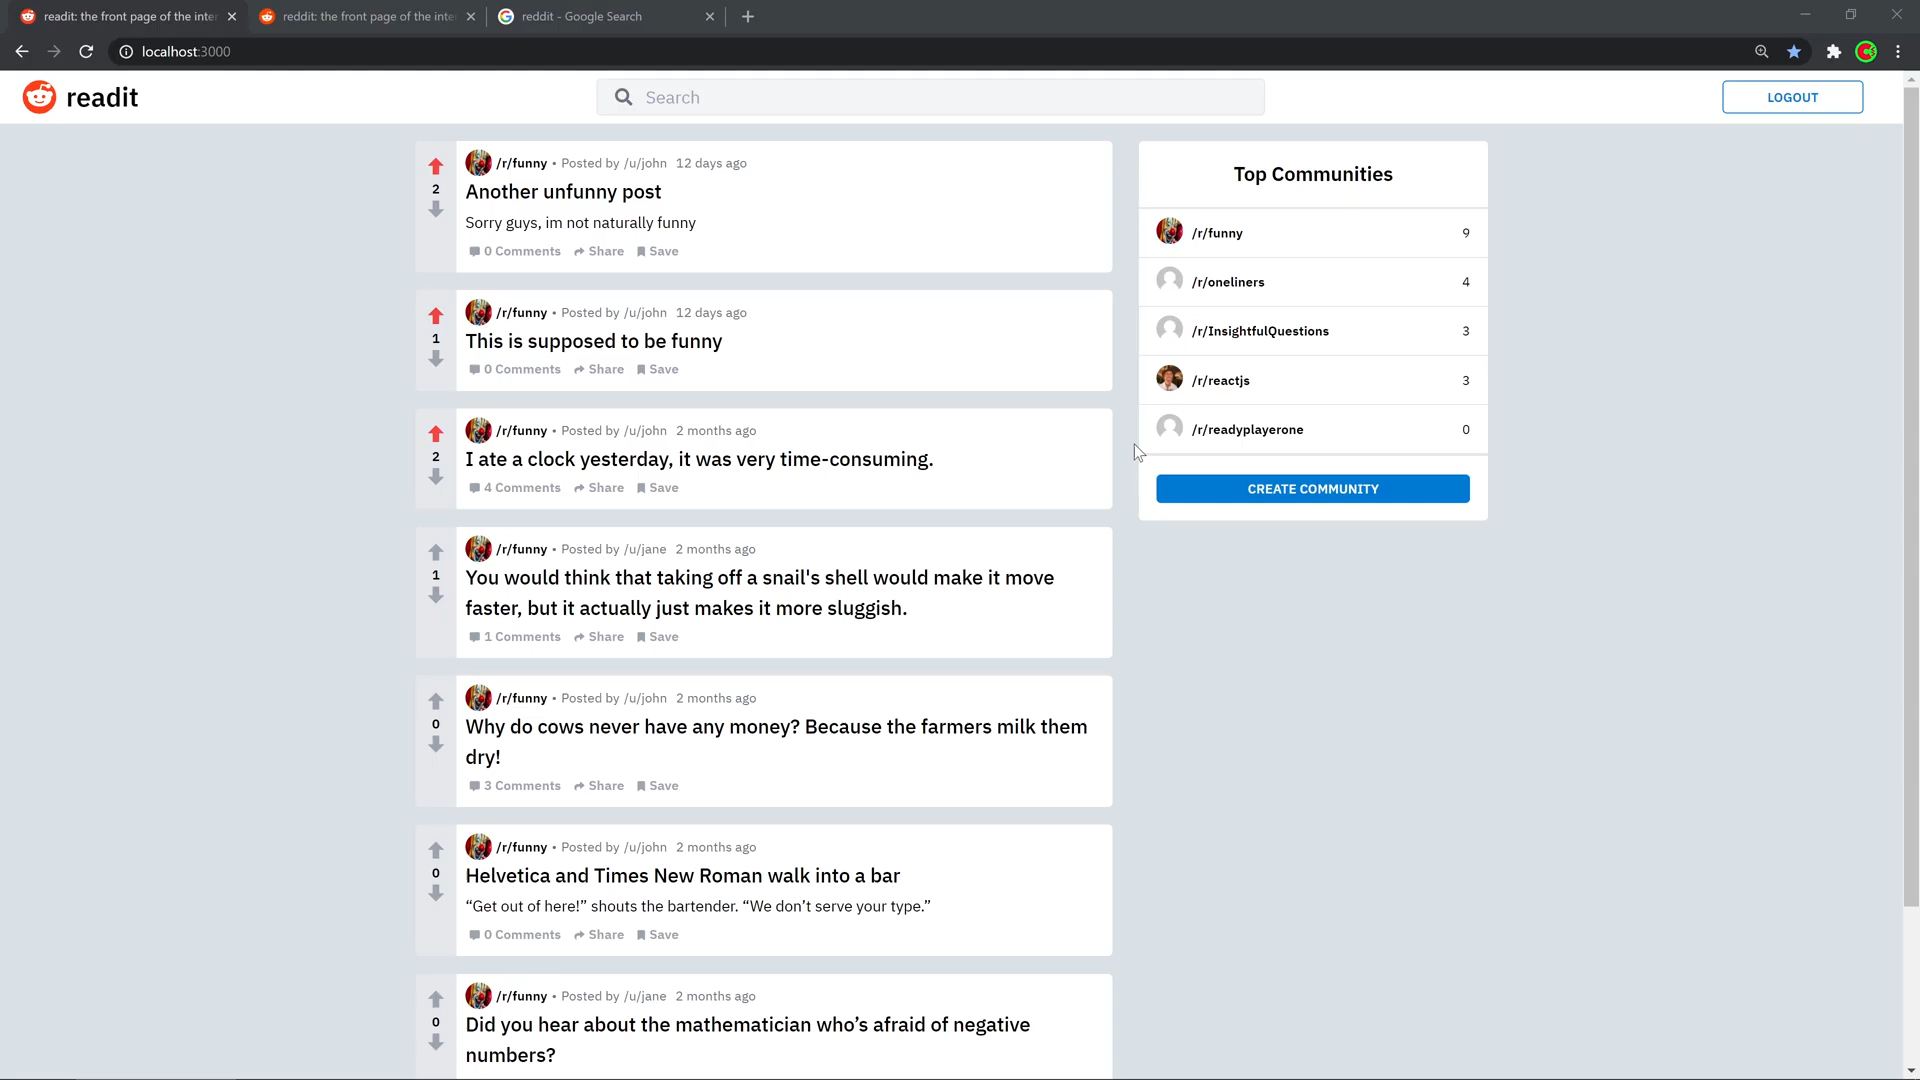 readit: the front page of the inter
reddit: the front page of the inte
reddit - Google Search
localhost:3000
readit
Search
LOGOUT
/r/funny • Posted by /u/john 12 days ago
2
Another unfunny post
Sorry guys, im not naturally funny
0 Comments Share Save
/r/funny • Posted by /u/john 12 days ago
1
This is supposed to be funny
0 Comments Share Save
/r/funny • Posted by /u/john 2 months ago
2
I ate a clock yesterday, it was very time-consuming.
4 Comments Share Save
/r/funny • Posted by /u/jane 2 months ago
1
You would think that taking off a snail's shell would make it move
faster, but it actually just makes it more sluggish.
1 Comments Share Save
/r/funny • Posted by /u/john 2 months ago
0
Why do cows never have any money? Because the farmers milk them
dry!
3 Comments Share Save
/r/funny • Posted by /u/john 2 months ago
0
Helvetica and Times New Roman walk into a bar
“Get out of here!” shouts the bartender. “We don’t serve your type.”
0 Comments Share Save
/r/funny • Posted by /u/jane 2 months ago
0
Did you hear about the mathematician who’s afraid of negative
numbers?
Top Communities
/r/funny 9
/r/oneliners 4
/r/InsightfulQuestions 3
/r/reactjs 3
/r/readyplayerone 0
CREATE COMMUNITY